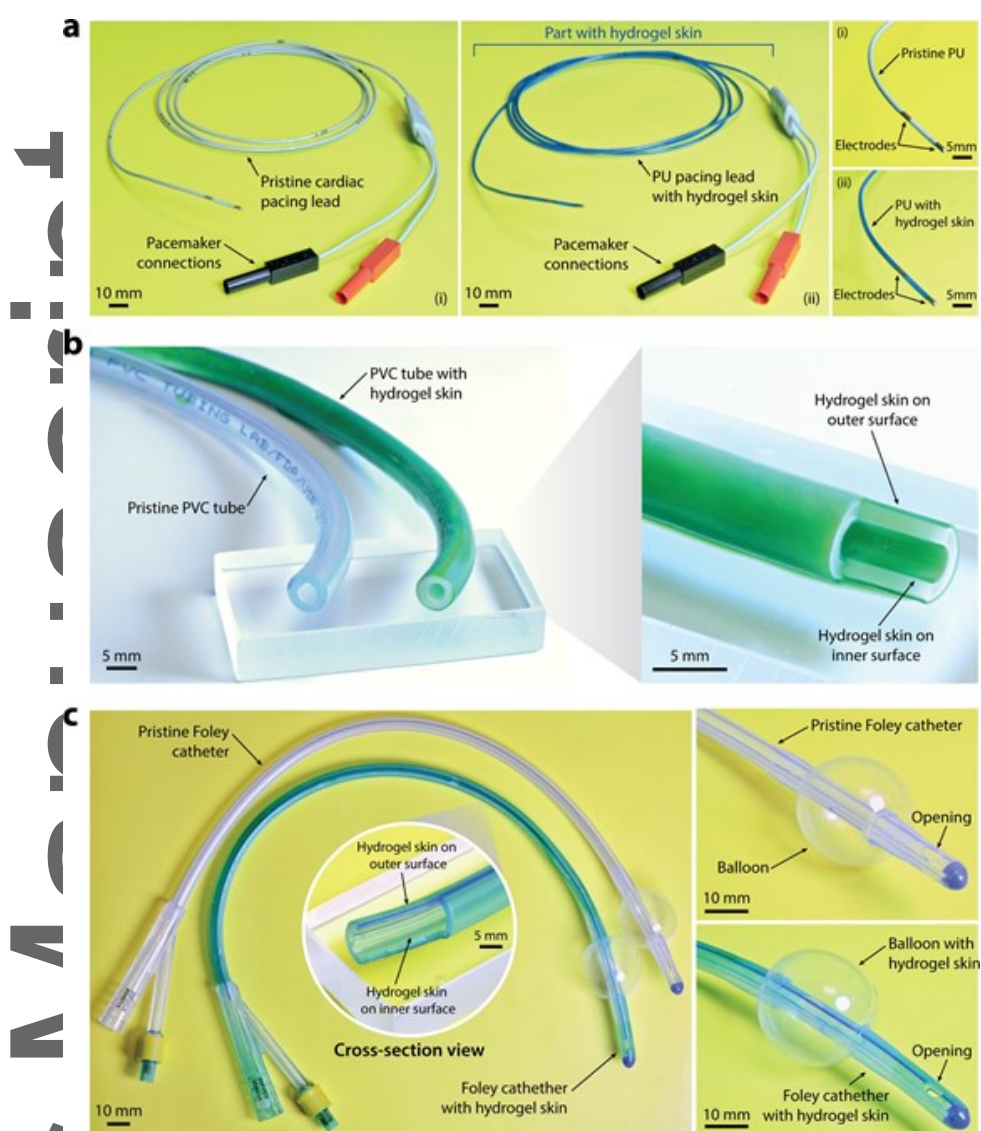 a
Part with hydrogel skin
Pristine cardiac
pacing lead
Pacemaker
connections
10 mm
(i)
PU pacing lead
with hydrogel skin
Pacemaker
connections
10 mm
(ii)
(i)
Pristine PU
Electrodes
5mm
(ii)
PU with
hydrogel skin
Electrodes
5mm
b
PVC TUBING LAB/FDA/
PVC tube with
hydrogel skin
Pristine PVC tube
5 mm
Hydrogel skin on
outer surface
Hydrogel skin on
inner surface
5 mm
c
Pristine Foley
catheter
Hydrogel skin on
outer surface
5 mm
Hydrogel skin
on inner surface
Cross-section view
Foley cathether
with hydrogel skin
10 mm
Pristine Foley catheter
Opening
Balloon
10 mm
Balloon with
hydrogel skin
Opening
Foley cathether
with hydrogel skin
10 mm